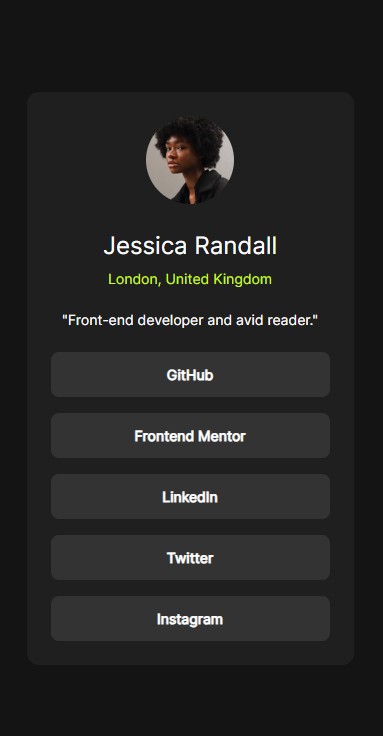 Jessica Randall
London, United Kingdom
"Front-end developer and avid reader."
GitHub
Frontend Mentor
LinkedIn
Twitter
Instagram